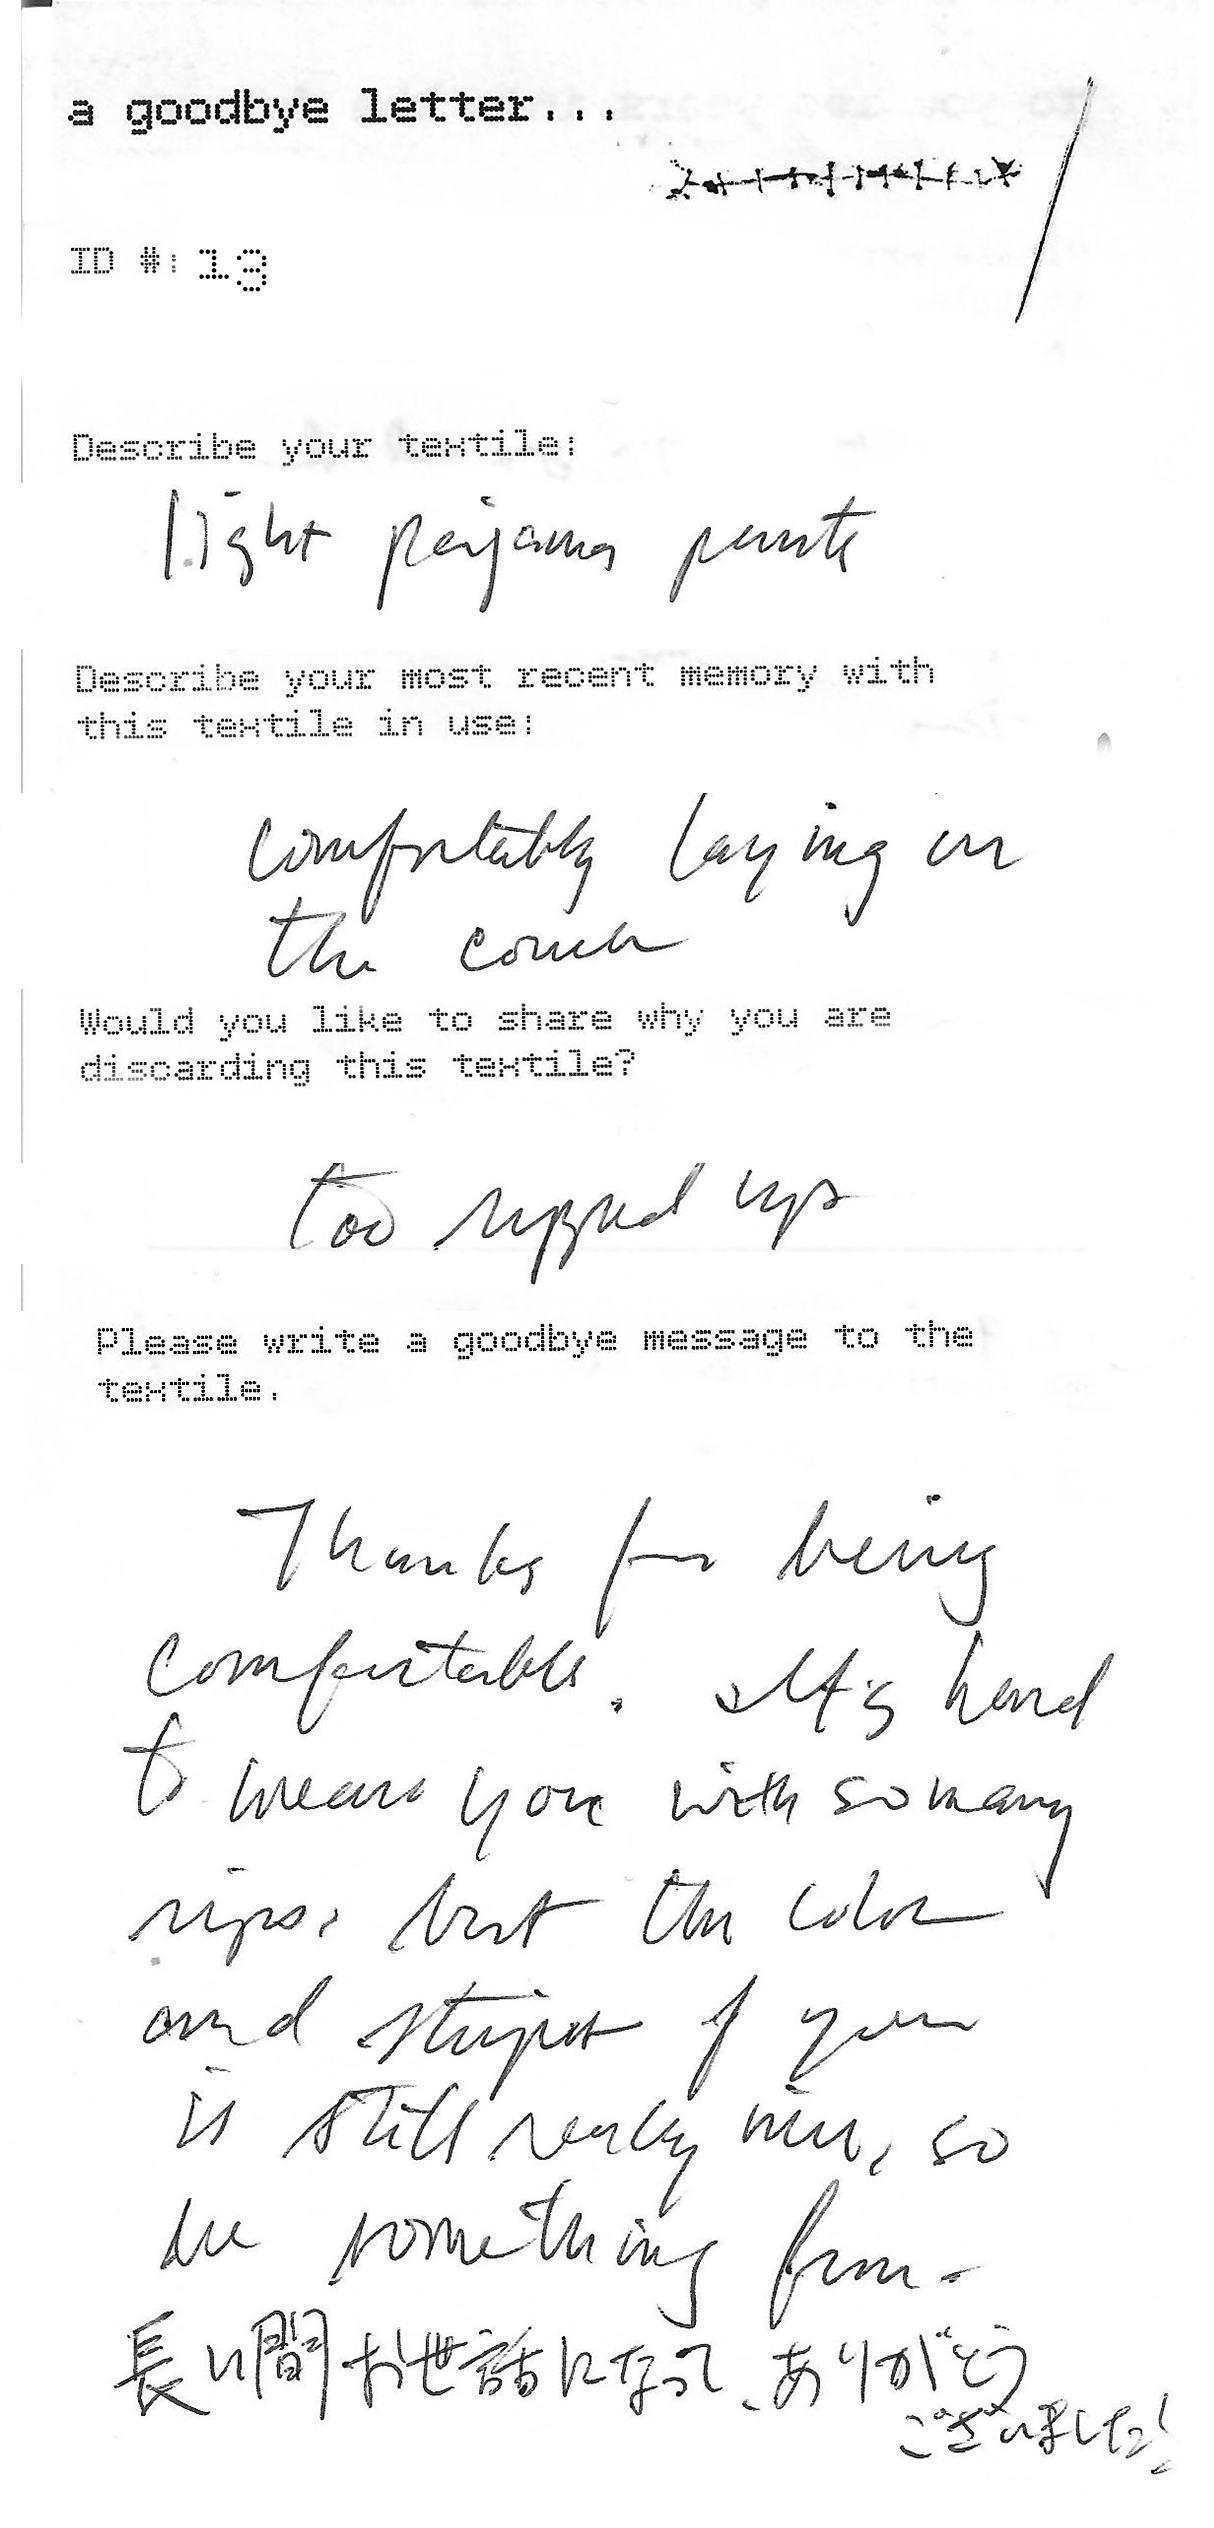 a goodbye letter...
ID #: 13
Describe your textile:
light pajama pants
Describe your most recent memory with
this textile in use:
comfortably laying on
the couch
Would you like to share why you are
discarding this textile?
too ripped up
Please write a goodbye message to the
textile.
Thanks for being
comfortable. It's hard
to wear you with so many
rips, but the color
and stripes of you
is still really nice, so
be something fun.
長い間お世話になって、ありがとう
ございました!